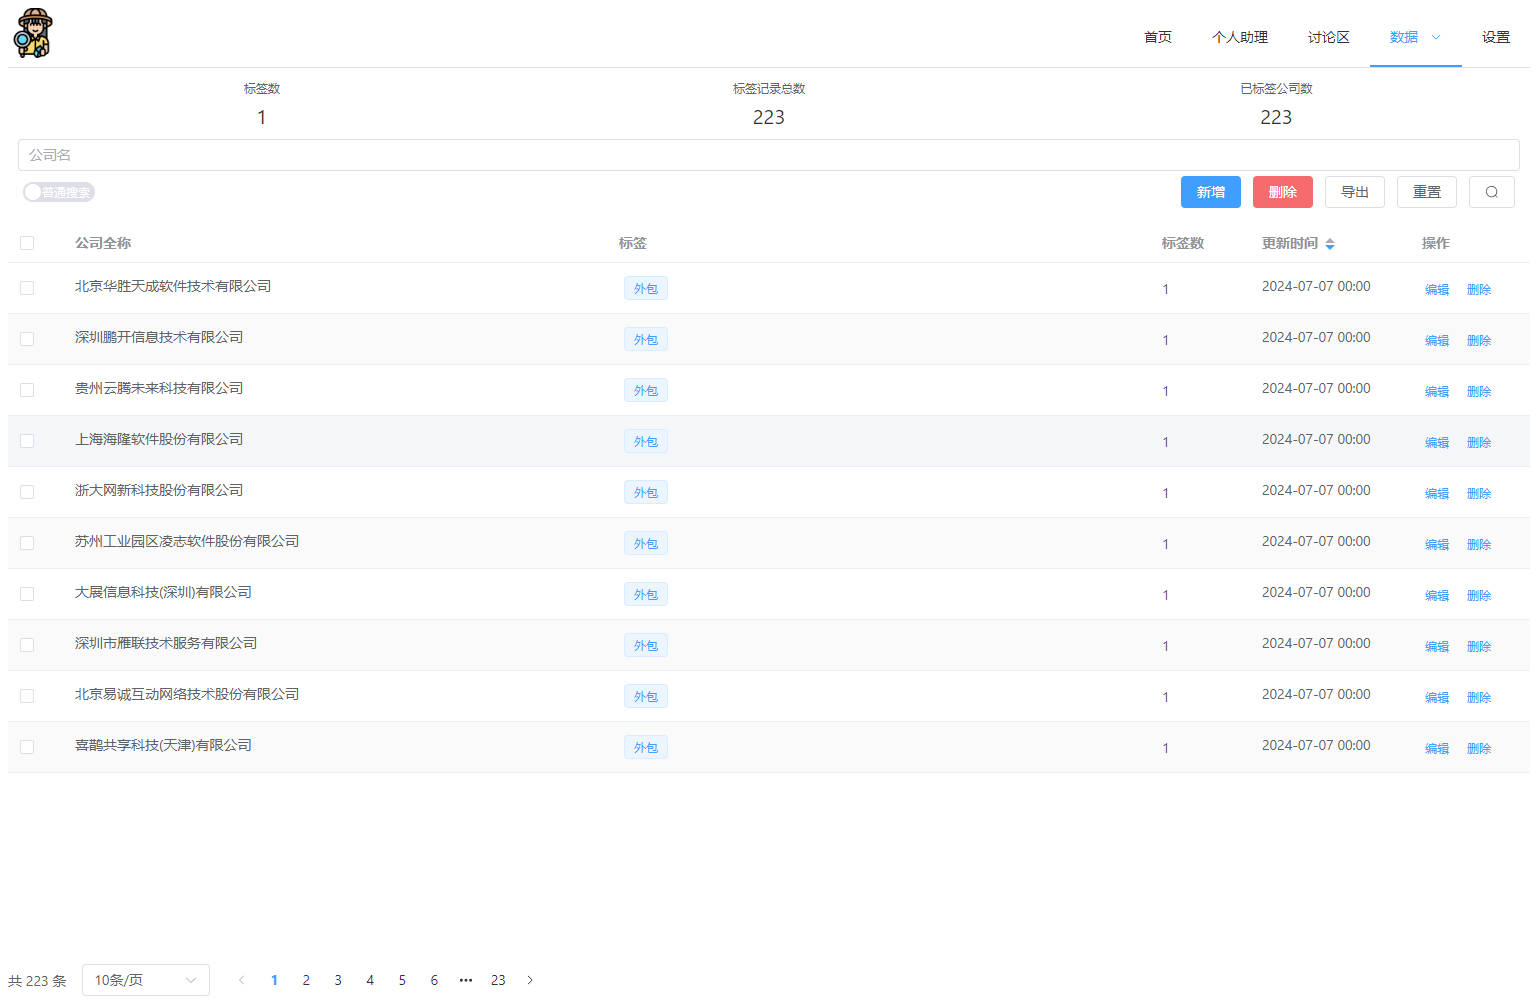 首页 个人助理 讨论区 数据 设置
标签数 标签记录总数 已标签公司数
1 223 223
公司名
普通搜索 新增 删除 导出 重置
公司全称 标签 标签数 更新时间 操作
北京华胜天成软件技术有限公司 外包 1 2024-07-07 00:00 编辑 删除
深圳鹏开信息技术有限公司 外包 1 2024-07-07 00:00 编辑 删除
贵州云腾未来科技有限公司 外包 1 2024-07-07 00:00 编辑 删除
上海海隆软件股份有限公司 外包 1 2024-07-07 00:00 编辑 删除
浙大网新科技股份有限公司 外包 1 2024-07-07 00:00 编辑 删除
苏州工业园区凌志软件股份有限公司 外包 1 2024-07-07 00:00 编辑 删除
大展信息科技(深圳)有限公司 外包 1 2024-07-07 00:00 编辑 删除
深圳市雁联技术服务有限公司 外包 1 2024-07-07 00:00 编辑 删除
北京易诚互动网络技术股份有限公司 外包 1 2024-07-07 00:00 编辑 删除
喜鹊共享科技(天津)有限公司 外包 1 2024-07-07 00:00 编辑 删除
共 223 条 10条/页 1 2 3 4 5 6 ••• 23